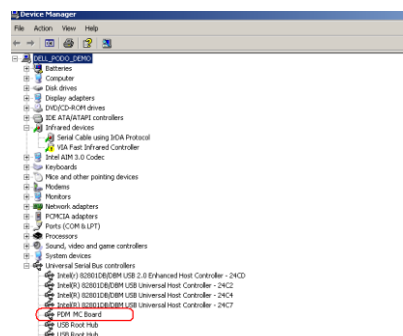 Device Manager
File Action View Help
DELL_PODO_DEMO
Batteries
Computer
Disk drives
Display adapters
DVD/CD-ROM drives
IDE ATA/ATAPI controllers
Infrared devices
Serial Cable using IrDA Protocol
VIA Fast Infrared Controller
Intel AIM 3.0 Codec
Keyboards
Mice and other pointing devices
Modems
Monitors
Network adapters
PCMCIA adapters
Ports (COM & LPT)
Processors
Sound, video and game controllers
System devices
Universal Serial Bus controllers
Intel(r) 82801DB/DBM USB 2.0 Enhanced Host Controller - 24CD
Intel(R) 82801DB/DBM USB Universal Host Controller - 24C2
Intel(R) 82801DB/DBM USB Universal Host Controller - 24C4
Intel(R) 82801DB/DBM USB Universal Host Controller - 24C7
PDM MC Board
USB Root Hub
USB Root Hub